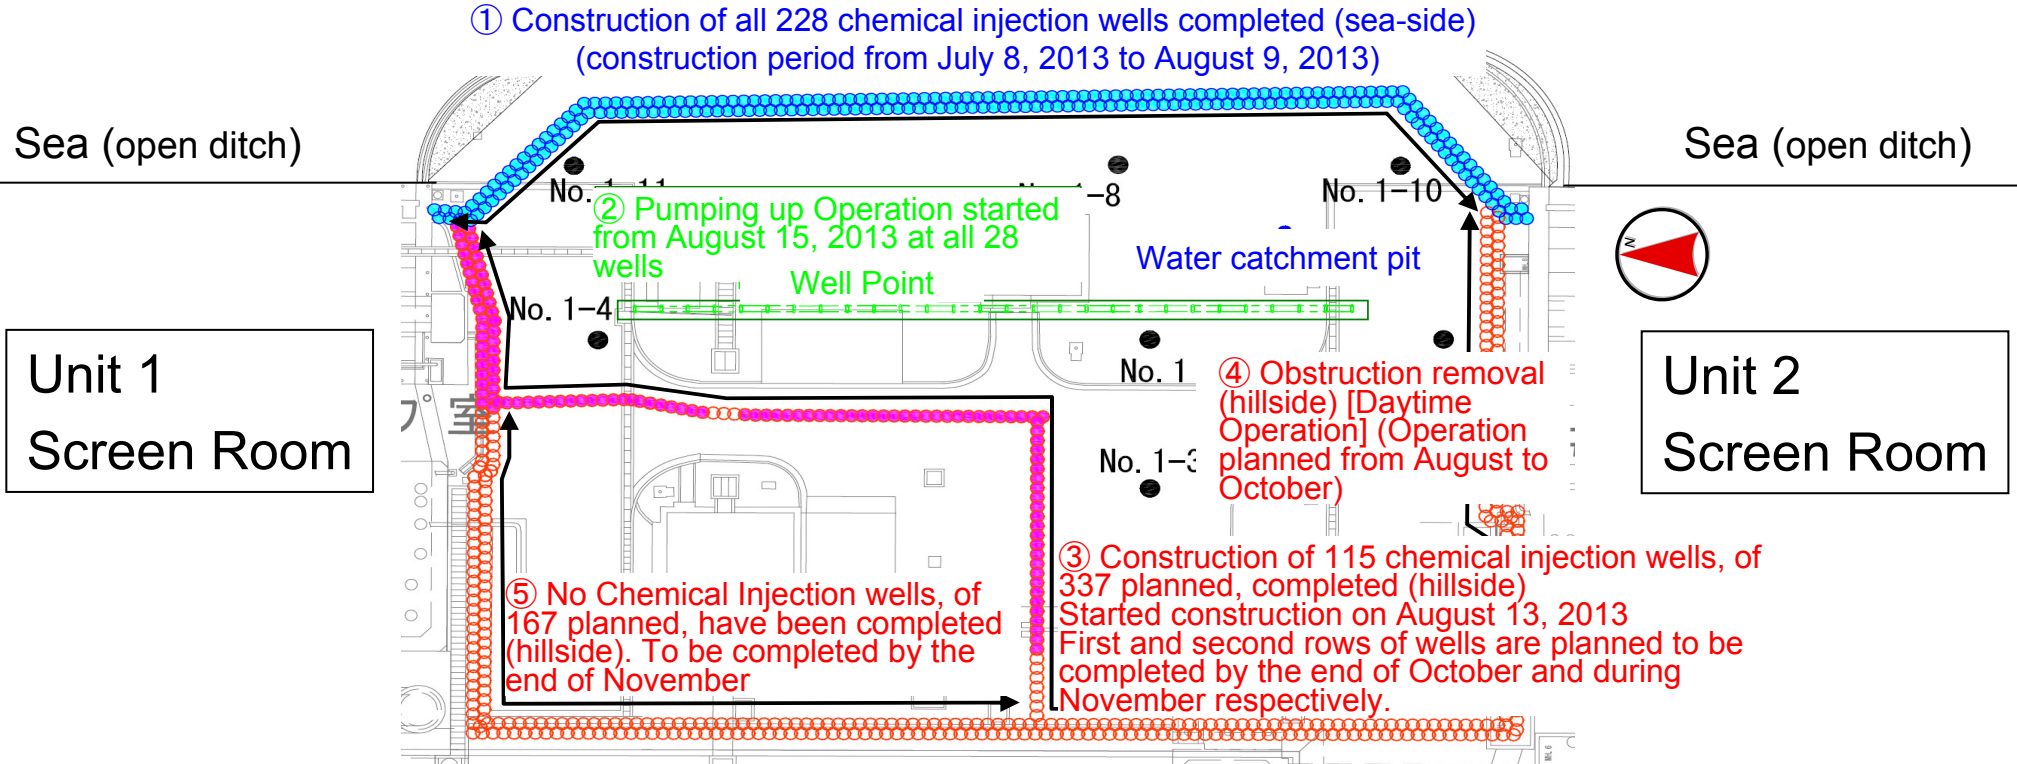 ① Construction of all 228 chemical injection wells completed (sea-side)
(construction period from July 8, 2013 to August 9, 2013)
Sea (open ditch)
Sea (open ditch)
No. 1-11
-8
No. 1-10
② Pumping up Operation started
from August 15, 2013 at all 28
wells
Well Point
Water catchment pit
N
No. 1-4
Unit 1
Screen Room
室
No. 1
④ Obstruction removal
(hillside) [Daytime
Operation] (Operation
planned from August to
October)
Unit 2
Screen Room
No. 1-3
③ Construction of 115 chemical injection wells, of
337 planned, completed (hillside)
Started construction on August 13, 2013
First and second rows of wells are planned to be
completed by the end of October and during
November respectively.
⑤ No Chemical Injection wells, of
167 planned, have been completed
(hillside). To be completed by the
end of November